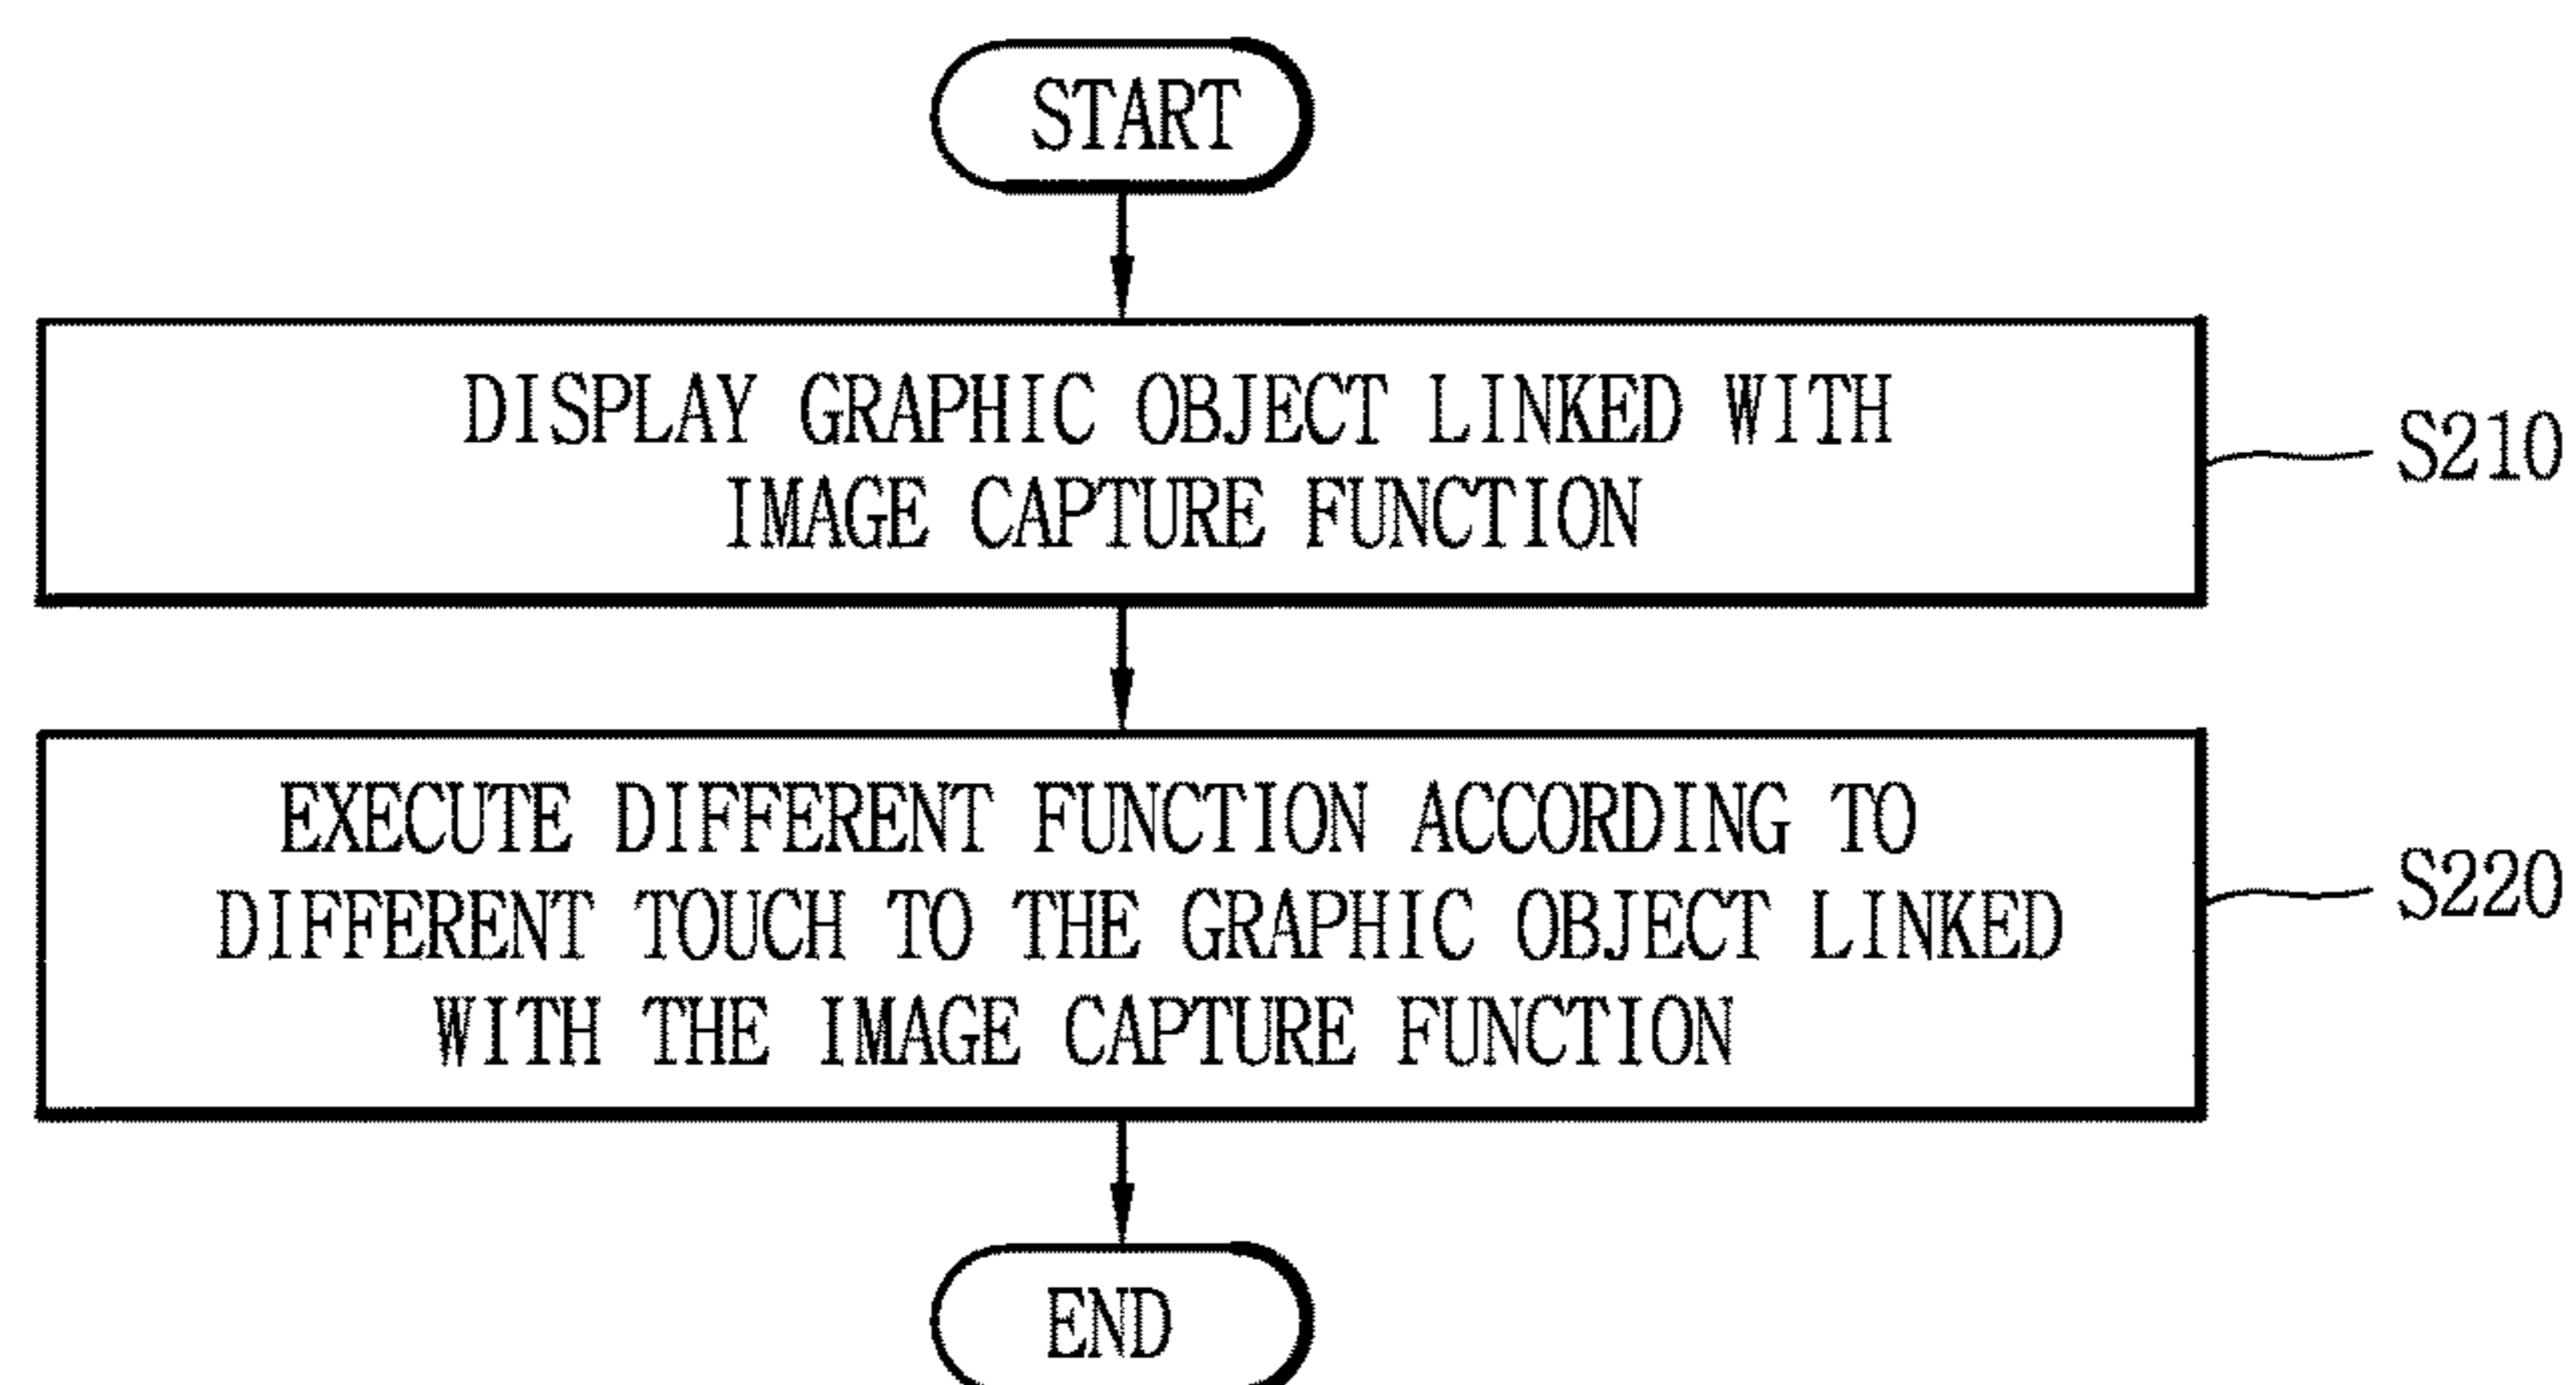 START
DISPLAY GRAPHIC OBJECT LINKED WITH
IMAGE CAPTURE FUNCTION
S210
EXECUTE DIFFERENT FUNCTION ACCORDING TO
DIFFERENT TOUCH TO THE GRAPHIC OBJECT LINKED
WITH THE IMAGE CAPTURE FUNCTION
S220
END